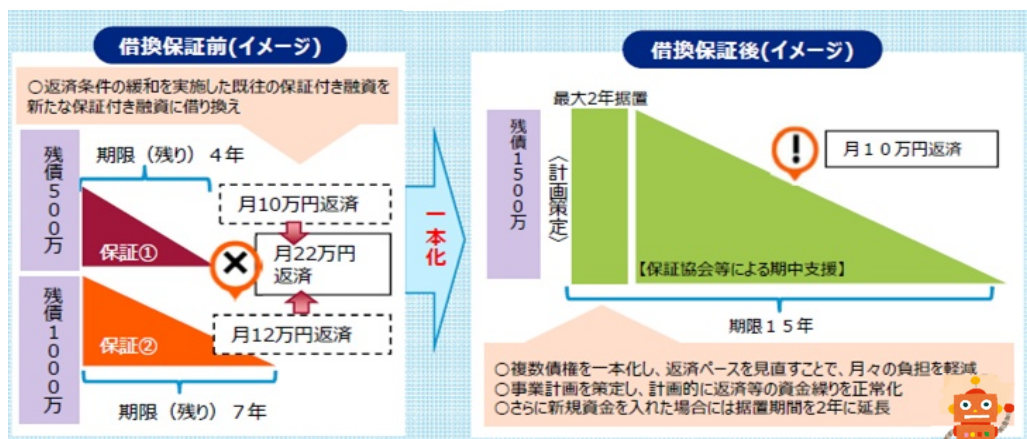 借換保証前(イメージ)
○返済条件の緩和を実施した既往の保証付き融資を
新たな保証付き融資に借り換え
残債500万
期限（残り）４年
保証①
月10万円返済
月22万円
返済
月12万円返済
残債1000万
保証②
期限（残り）７年
一本化
借換保証後(イメージ)
最大2年据置
残債1500万
〈計画策定〉
!
月１０万円返済
【保証協会等による期中支援】
期限１５年
○複数債権を一本化し、返済ペースを見直すことで、月々の負担を軽減
○事業計画を策定し、計画的に返済等の資金繰りを正常化
○さらに新規資金を入れた場合には据置期間を2年に延長